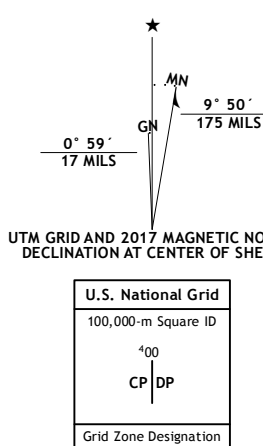 ★
MN
GN
9° 50´
175 MILS
0° 59´
17 MILS
UTM GRID AND 2017 MAGNETIC NO
DECLINATION AT CENTER OF SHE
U.S. National Grid
100,000-m Square ID
⁴00
CP DP
Grid Zone Designation